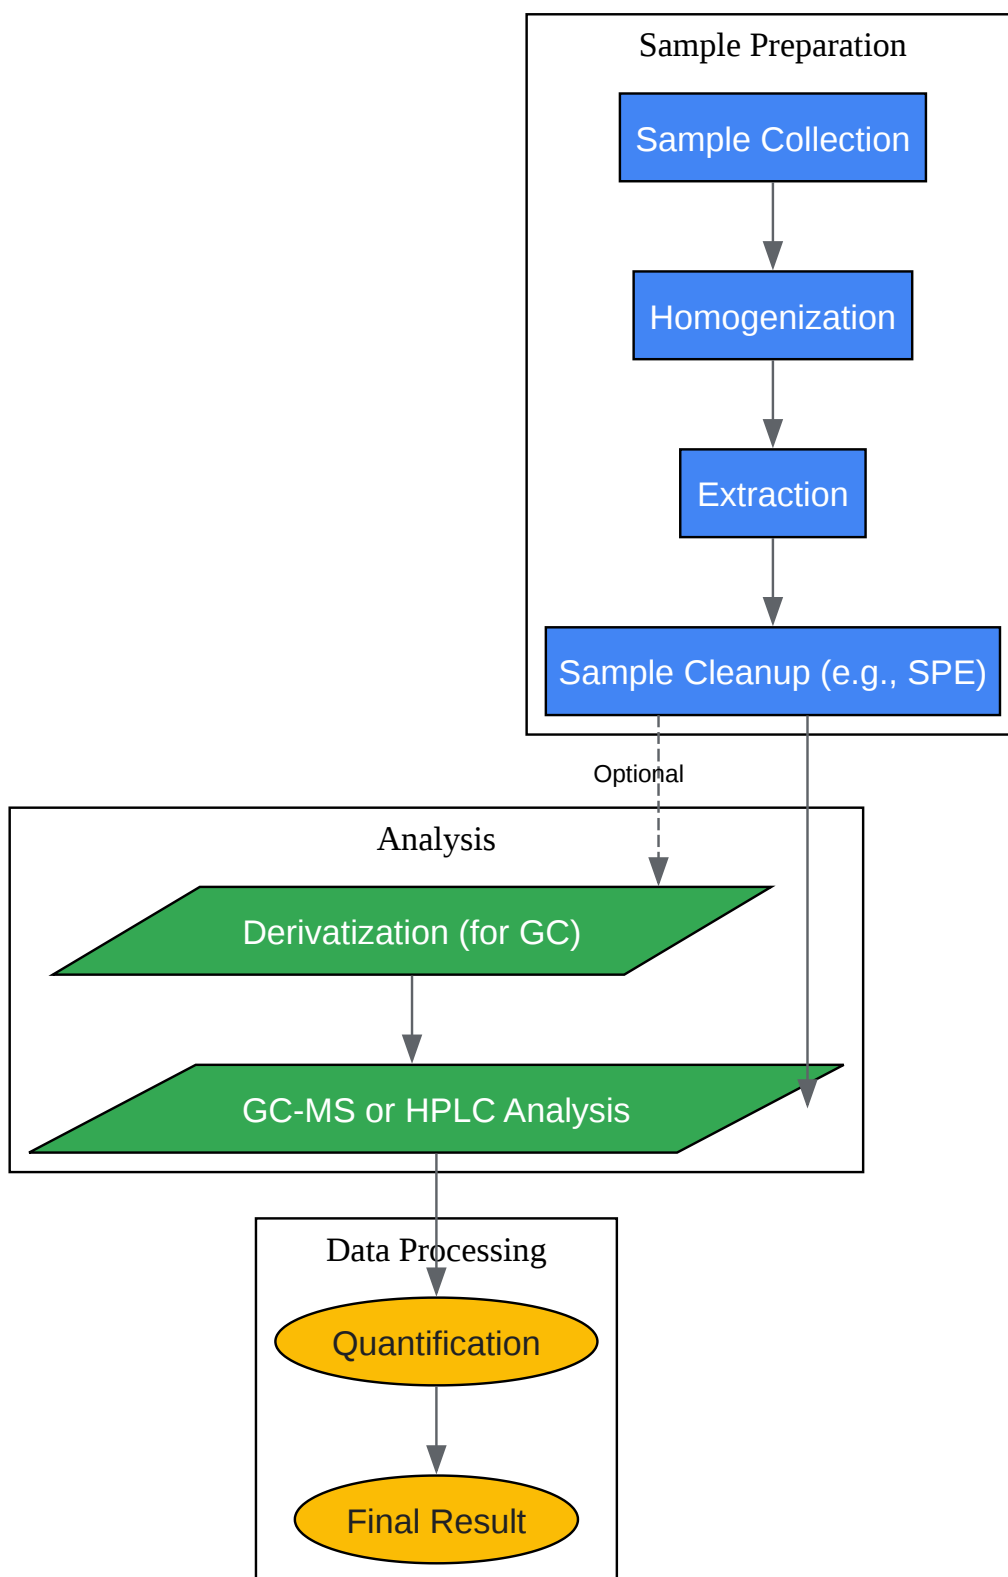 Sample Preparation
Sample Collection
Homogenization
Extraction
Sample Cleanup (e.g., SPE)
Optional
Analysis
Derivatization (for GC)
GC-MS or HPLC Analysis
Data Processing
Quantification
Final Result